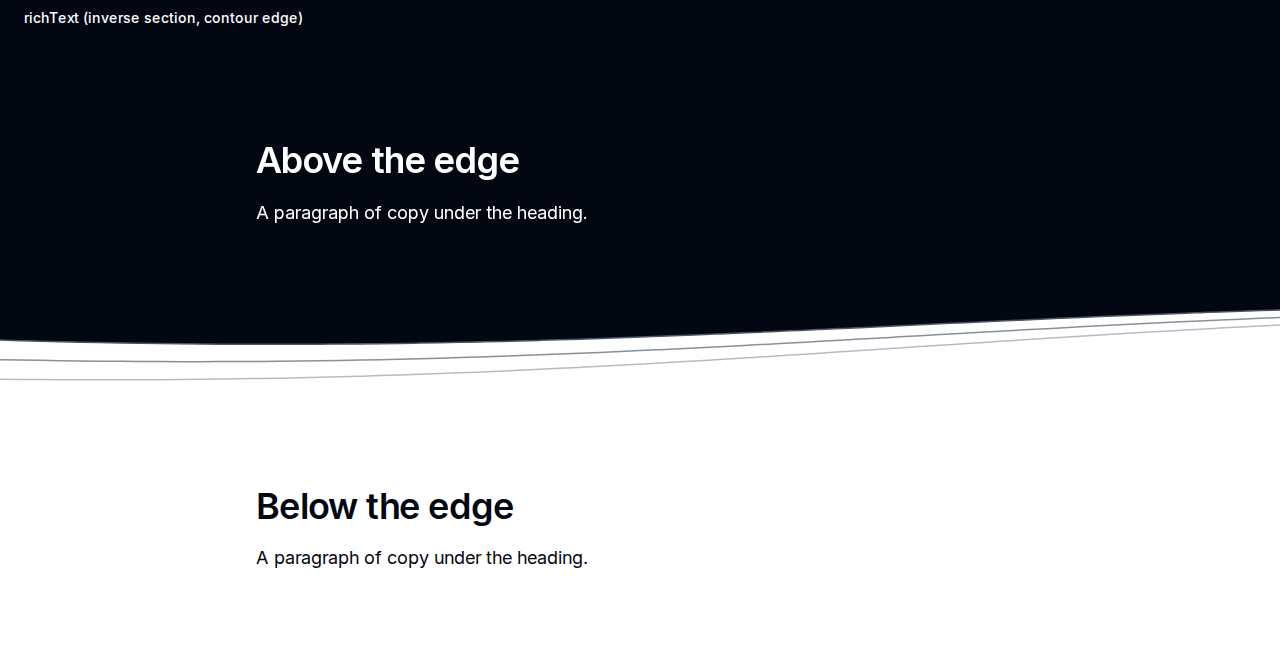 richText (inverse section, contour edge)
Above the edge
A paragraph of copy under the heading.
Below the edge
A paragraph of copy under the heading.